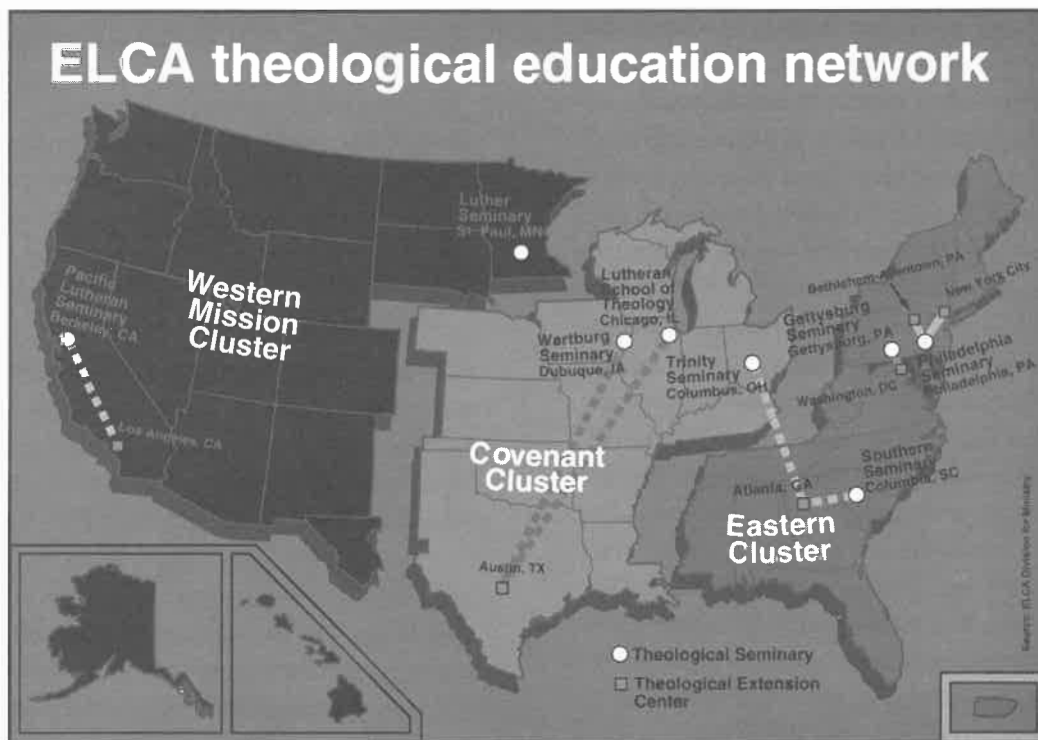 ELCA theological education network
Luther
Seminary
St. Paul, MN
Pacific
Lutheran
Seminary
Berkeley, CA
Western
Mission
Cluster
Los Angeles, CA
Lutheran
School of
Theology
Chicago, IL
Wartburg
Seminary
Dubuque, IA
Trinity
Seminary
Columbus, OH
Covenant
Cluster
Austin, TX
Bethlehem-Allentown, PA
New York City
Gettysburg
Seminary
Gettysburg, PA
Philadelphia
Seminary
Philadelphia, PA
Washington, DC
Southern
Seminary
Columbia, SC
Atlanta, GA
Eastern
Cluster
Theological Seminary
Theological Extension
Center
Source: ELCA Division for Ministry